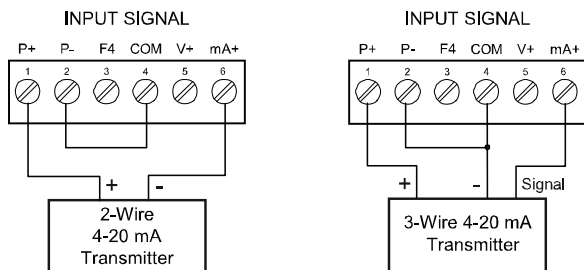 INPUT SIGNAL
P+ P- F4 COM V+ mA+
1 2 3 4 5 6
+ -
2-Wire
4-20 mA
Transmitter
INPUT SIGNAL
P+ P- F4 COM V+ mA+
1 2 3 4 5 6
+ - Signal
3-Wire 4-20 mA
Transmitter